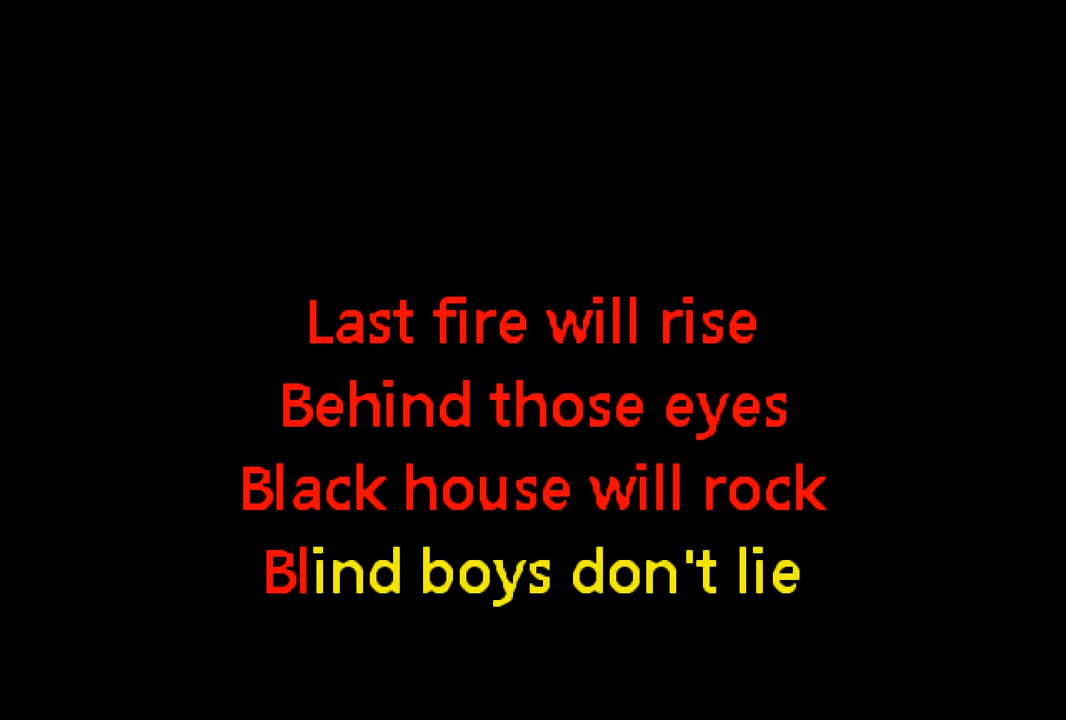 Last fire will rise
Behind those eyes
Black house will rock
Blind boys don't lie